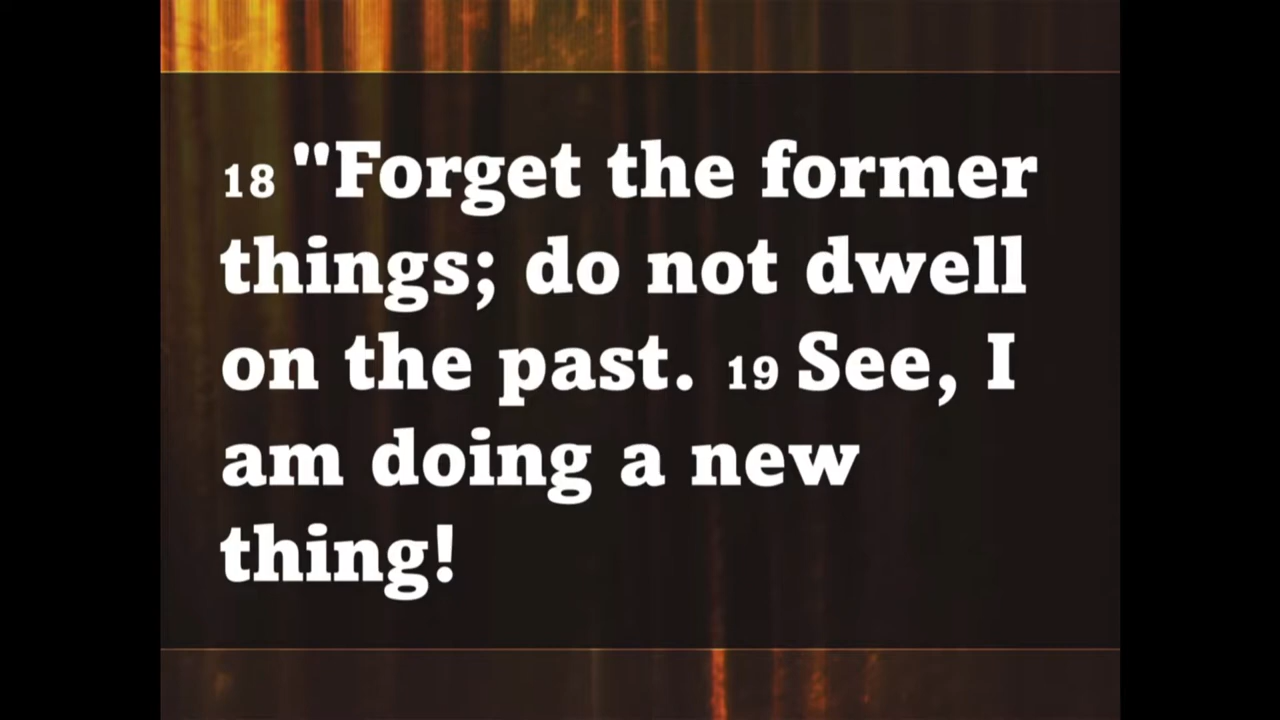 18 "Forget the former
things; do not dwell
on the past. 19 See, I
am doing a new
thing!